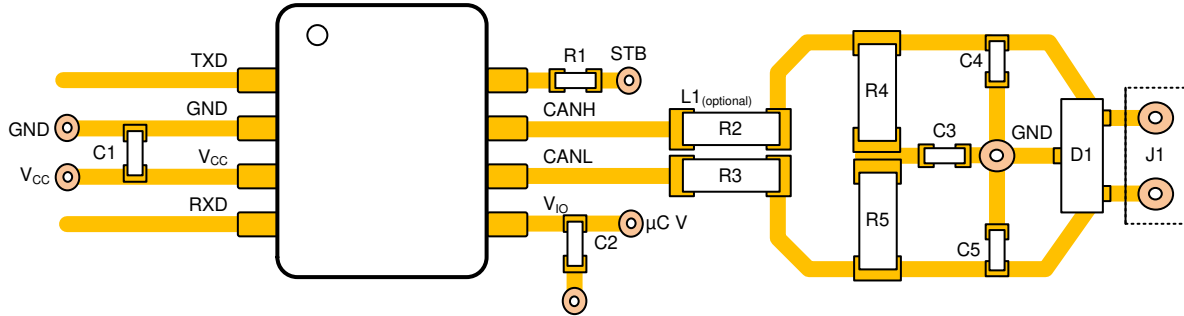 TXD
R1
STB
GND
GND
CANH
L1(optional)
R2
R4
C4
C1
C3
GND
D1
J1
VCC
VCC
CANL
R3
RXD
VIO
µC V
C2
R5
C5